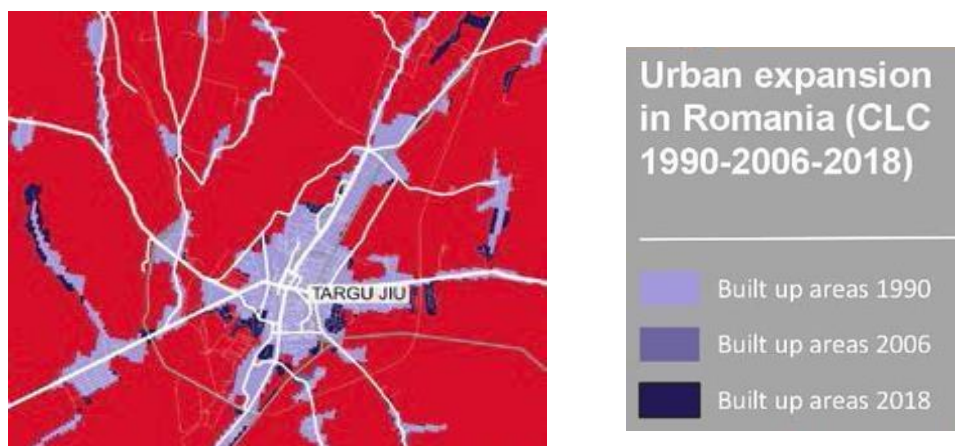 TARGU JIU
Urban expansion
in Romania (CLC
1990-2006-2018)
Built up areas 1990
Built up areas 2006
Built up areas 2018